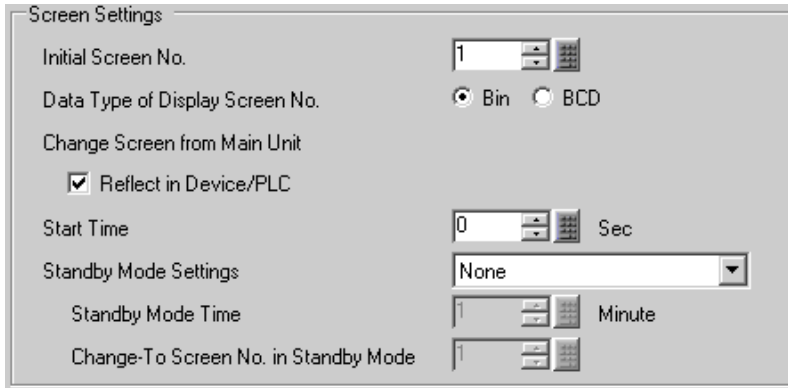 Screen Settings
Initial Screen No. 1
Data Type of Display Screen No. Bin BCD
Change Screen from Main Unit
Reflect in Device/PLC
Start Time 0 Sec
Standby Mode Settings None
Standby Mode Time 1 Minute
Change-To Screen No. in Standby Mode 1